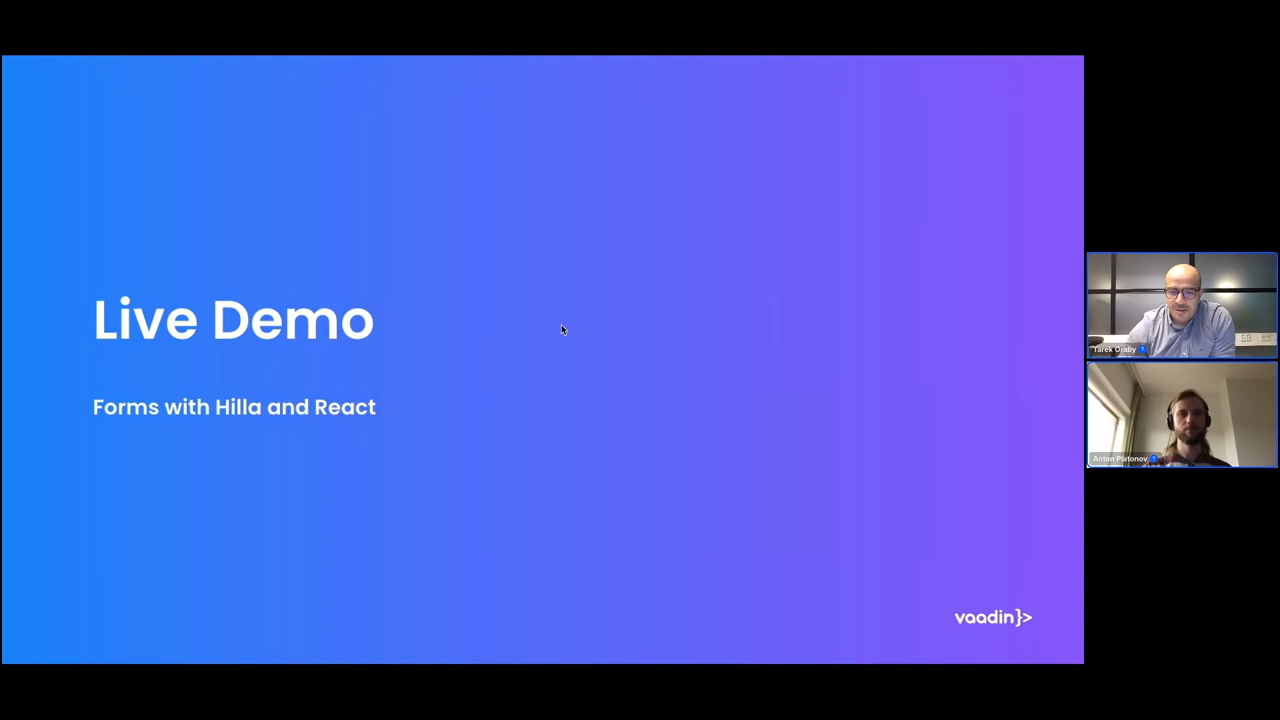 Live Demo
Forms with Hilla and React
vaadin}>
Tarek Oraby
Anton Platonov